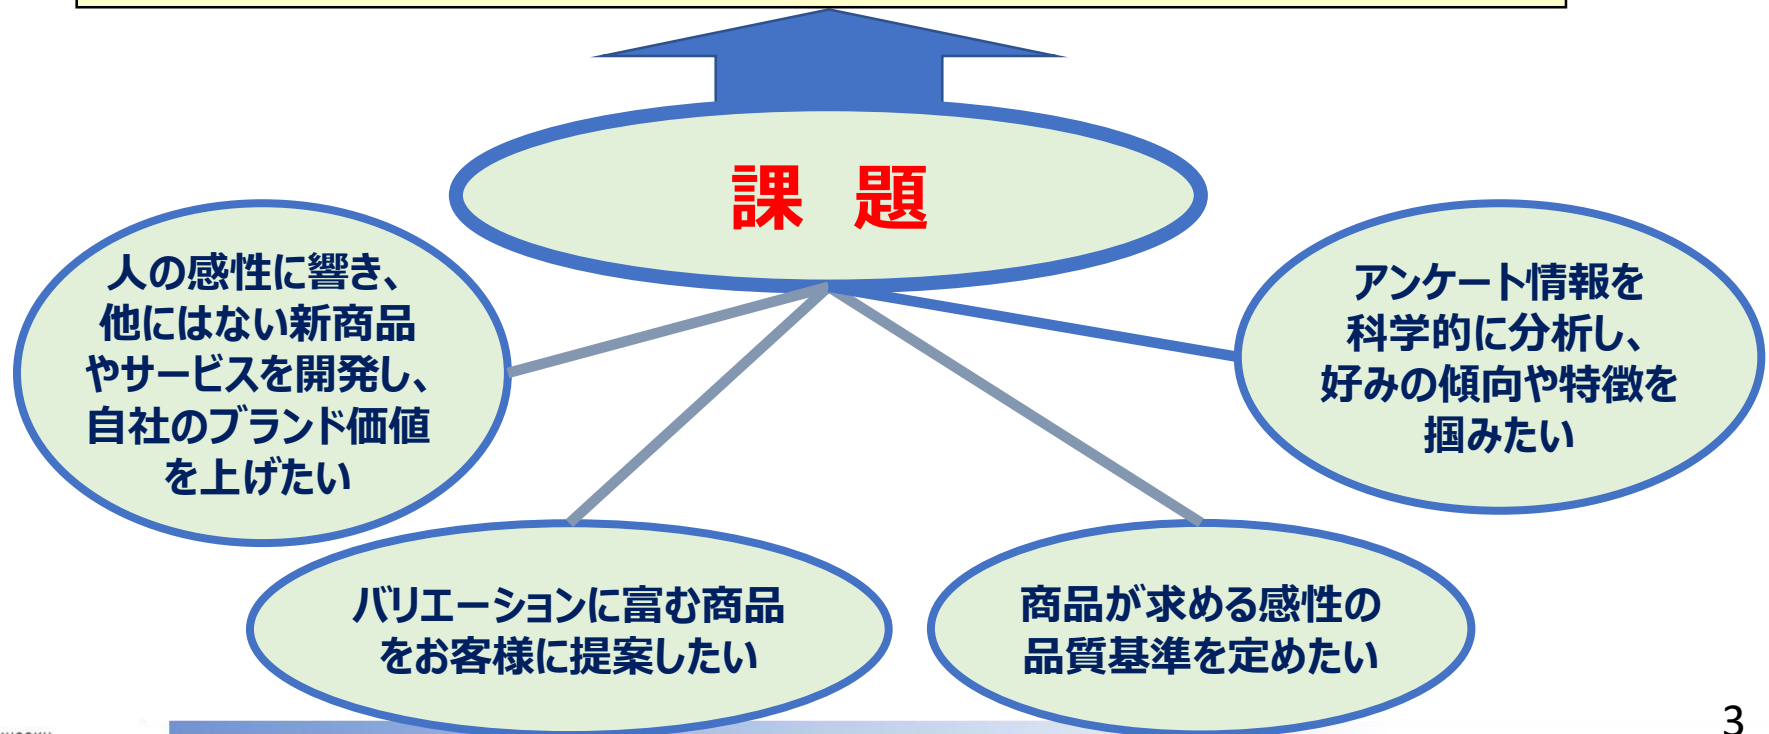 課 題
人の感性に響き、
他にはない新商品
やサービスを開発し、
自社のブランド価値
を上げたい
アンケート情報を
科学的に分析し、
好みの傾向や特徴を
掴みたい
バリエーションに富む商品
をお客様に提案したい
商品が求める感性の
品質基準を定めたい
3